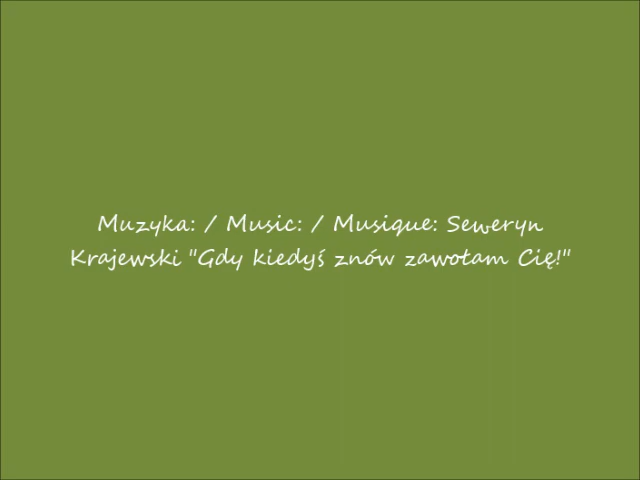 Muzyka: / Music: / Musique: Seweryn
Krajewski "Gdy kiedyś znów zawołam Cię!"